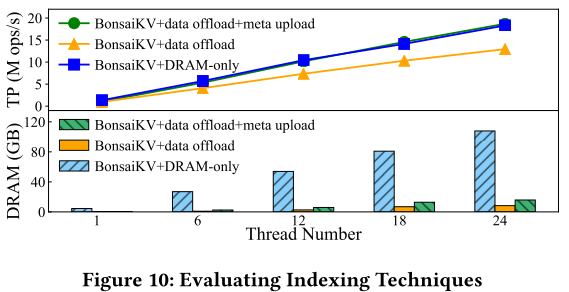 TP (M ops/s)
20
15
10
5
0
BonsaiKV+data offload+meta upload
BonsaiKV+data offload
BonsaiKV+DRAM-only
DRAM (GB)
120
80
40
0
BonsaiKV+data offload+meta upload
BonsaiKV+data offload
BonsaiKV+DRAM-only
1 6 12 18 24
Thread Number
Figure 10: Evaluating Indexing Techniques